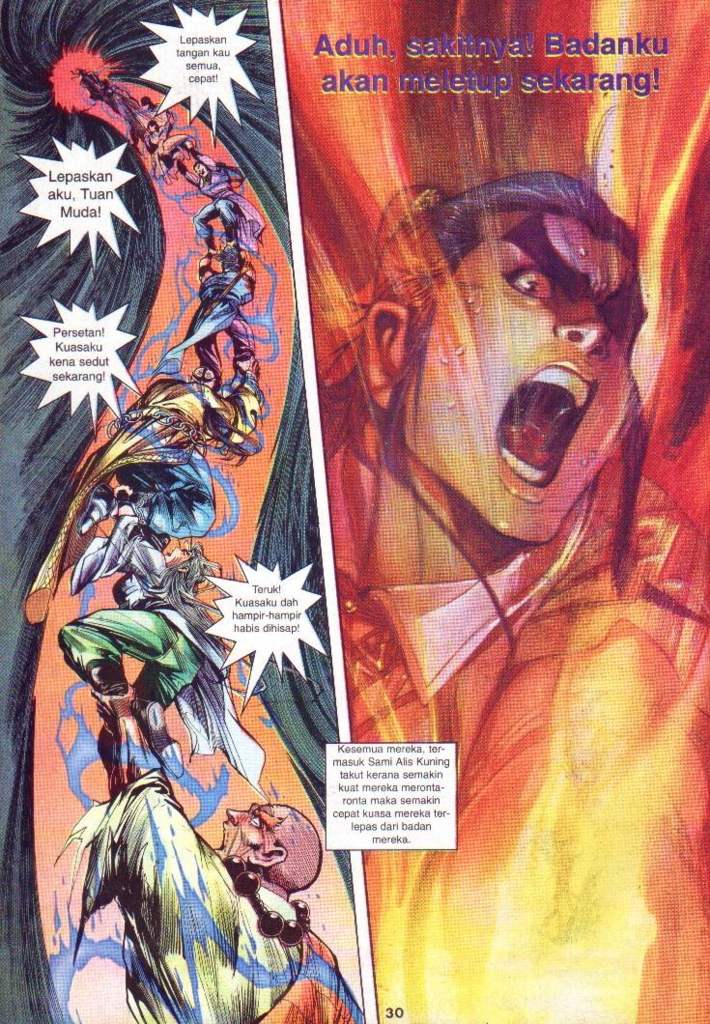 Lepaskan
tangan kau
semua,
cepat!
Lepaskan
aku, Tuan
Muda!
Persetan!
Kuasaku
kena sedut
sekarang!
Teruk!
Kuasaku dah
hampir-hampir
habis dihisap!
Aduh, sakitnya! Badanku
akan meletup sekarang!
Kesemua mereka, ter-
masuk Sami Alis Kuning
takut kerana semakin
kuat mereka meronta-
ronta maka semakin
cepat kuasa mereka ter-
lepas dari badan
mereka.
30